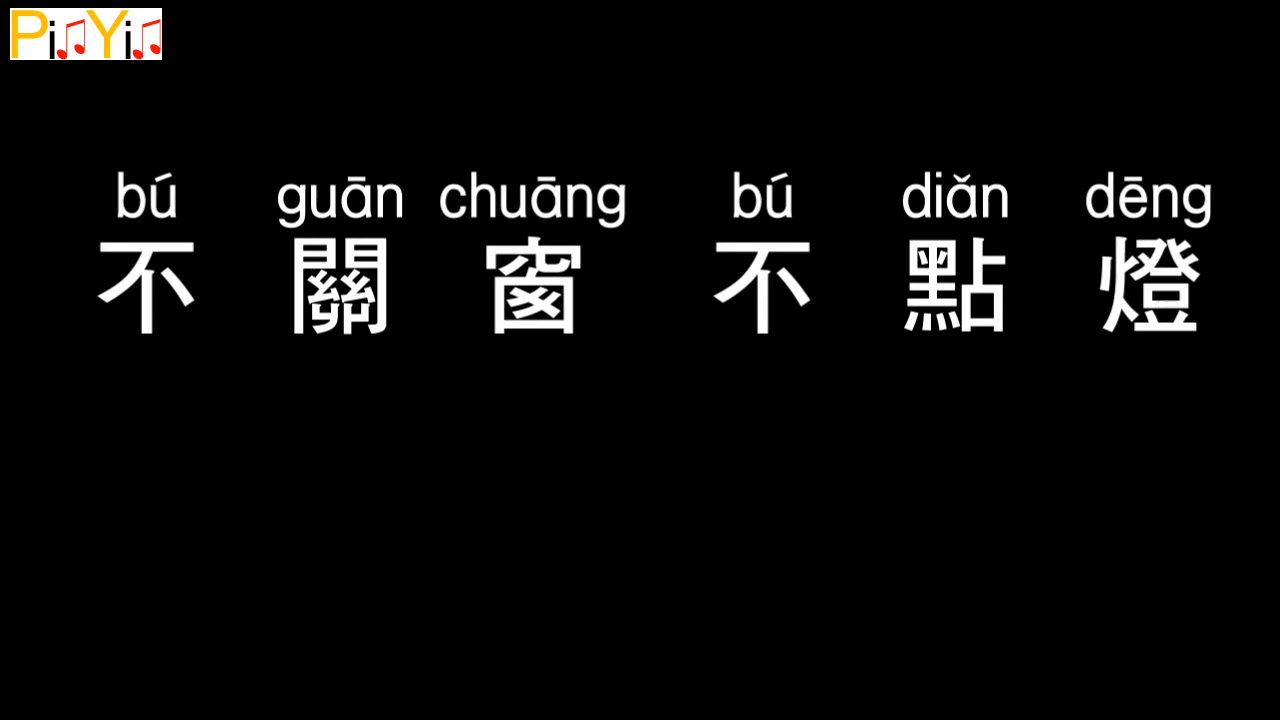 PinYin
bú guān chuāng bú diǎn dēng
不 關 窗 不 點 燈